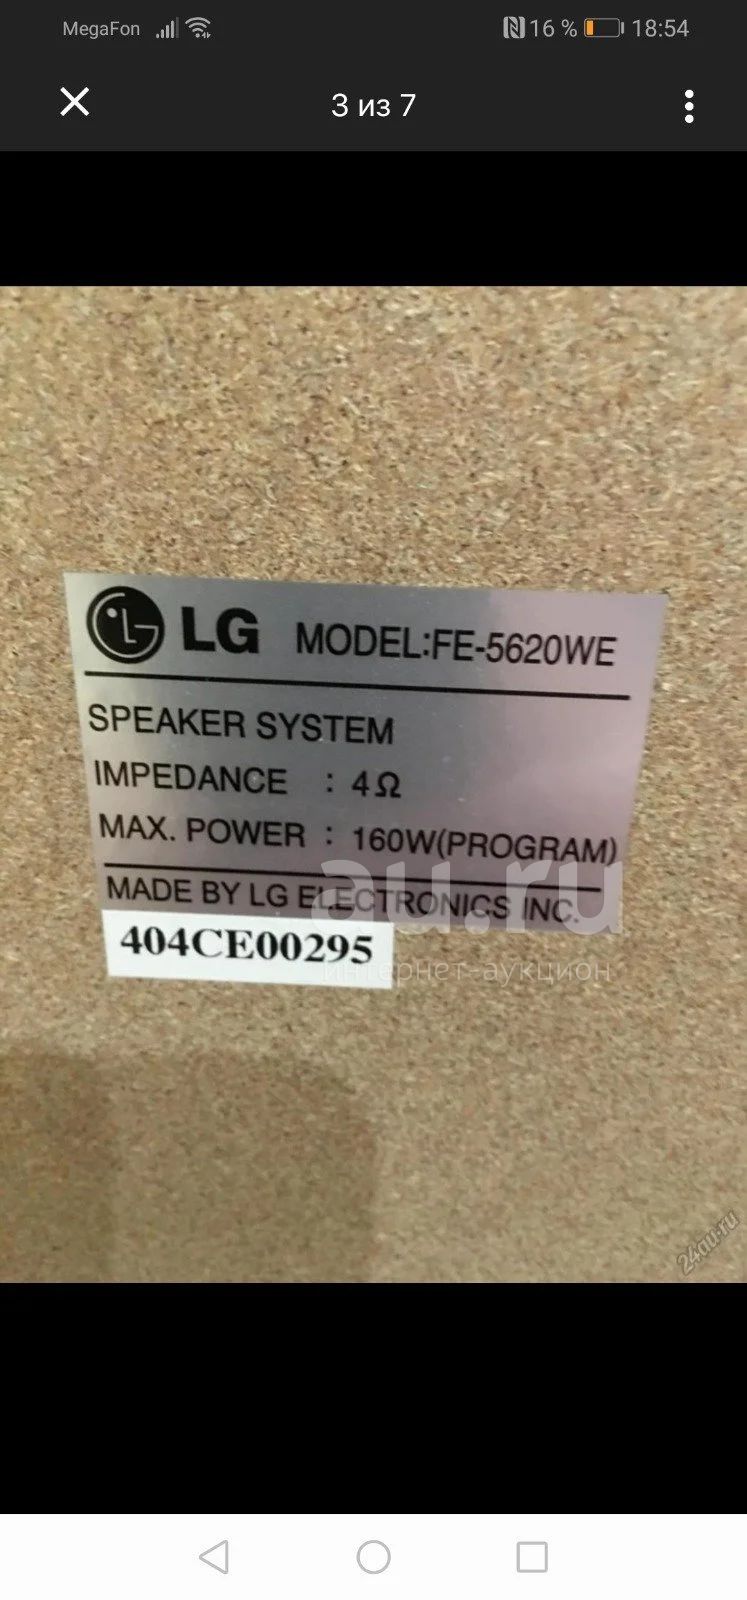 MegaFon 16 % 18:54
3 из 7
LG MODEL:FE-5620WE
SPEAKER SYSTEM
IMPEDANCE : 4Ω
MAX. POWER : 160W(PROGRAM)
MADE BY LG ELECTRONICS INC.
404CE00295
au.ru
интернет-аукцион
24au.ru